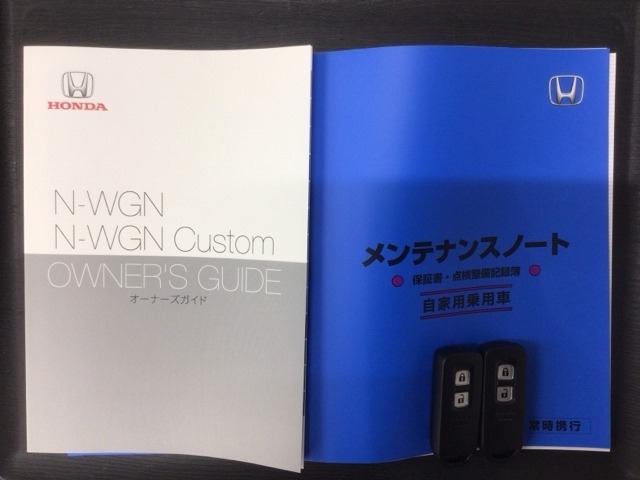 HONDA
N-WGN
N-WGN Custom
OWNER'S GUIDE
オーナーズガイド
メンテナンスノート
保証書・点検整備記録簿
自家用乗用車
常時携行